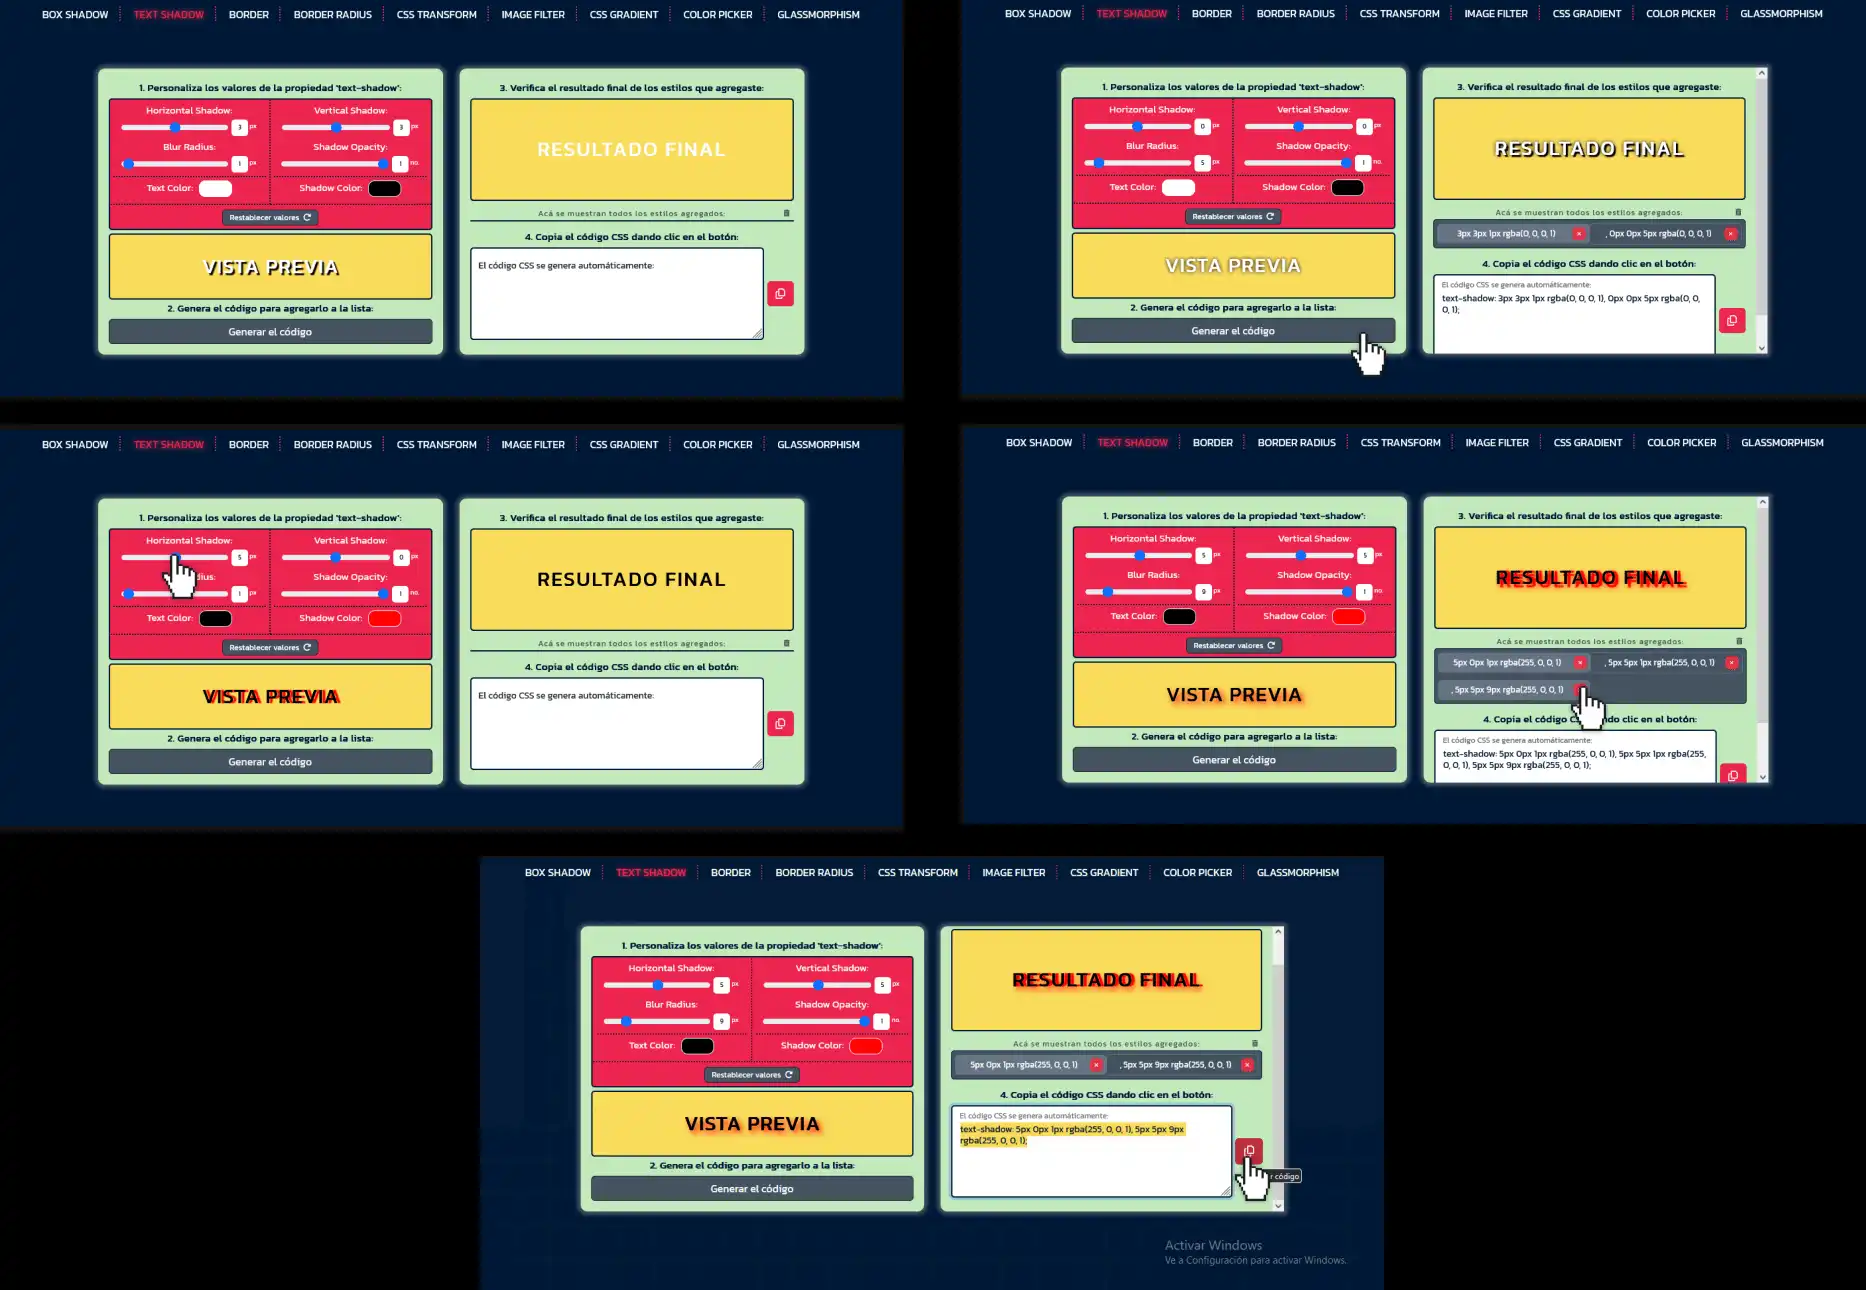 BOX SHADOW TEXT SHADOW BORDER BORDER RADIUS CSS TRANSFORM IMAGE FILTER CSS GRADIENT COLOR PICKER GLASSMORPHISM
1. Personaliza los valores de la propiedad 'text-shadow':
Horizontal Shadow: Vertical Shadow:
3 px 3 px
Blur Radius: Shadow Opacity:
1 px 1 no.
Text Color: Shadow Color:
Restablecer valores
VISTA PREVIA
2. Genera el código para agregarlo a la lista:
Generar el código
3. Verifica el resultado final de los estilos que agregaste:
RESULTADO FINAL
Acá se muestran todos los estilos agregados:
4. Copia el código CSS dando clic en el botón:
El código CSS se genera automáticamente:
BOX SHADOW TEXT SHADOW BORDER BORDER RADIUS CSS TRANSFORM IMAGE FILTER CSS GRADIENT COLOR PICKER GLASSMORPHISM
1. Personaliza los valores de la propiedad 'text-shadow':
Horizontal Shadow: Vertical Shadow:
0 px 0 px
Blur Radius: Shadow Opacity:
5 px 1 no.
Text Color: Shadow Color:
Restablecer valores
VISTA PREVIA
2. Genera el código para agregarlo a la lista:
Generar el código
3. Verifica el resultado final de los estilos que agregaste:
RESULTADO FINAL
Acá se muestran todos los estilos agregados:
3px 3px 1px rgba(0, 0, 0, 1) × , 0px 0px 5px rgba(0, 0, 0, 1) ×
4. Copia el código CSS dando clic en el botón:
El código CSS se genera automáticamente:
text-shadow: 3px 3px 1px rgba(0, 0, 0, 1), 0px 0px 5px rgba(0, 0,
0, 1);
BOX SHADOW TEXT SHADOW BORDER BORDER RADIUS CSS TRANSFORM IMAGE FILTER CSS GRADIENT COLOR PICKER GLASSMORPHISM
1. Personaliza los valores de la propiedad 'text-shadow':
Horizontal Shadow: Vertical Shadow:
5 px 0 px
dius: Shadow Opacity:
1 px 1 no.
Text Color: Shadow Color:
Restablecer valores
VISTA PREVIA
2. Genera el código para agregarlo a la lista:
Generar el código
3. Verifica el resultado final de los estilos que agregaste:
RESULTADO FINAL
Acá se muestran todos los estilos agregados:
4. Copia el código CSS dando clic en el botón:
El código CSS se genera automáticamente:
BOX SHADOW TEXT SHADOW BORDER BORDER RADIUS CSS TRANSFORM IMAGE FILTER CSS GRADIENT COLOR PICKER GLASSMORPHISM
1. Personaliza los valores de la propiedad 'text-shadow':
Horizontal Shadow: Vertical Shadow:
5 px 5 px
Blur Radius: Shadow Opacity:
9 px 1 no.
Text Color: Shadow Color:
Restablecer valores
VISTA PREVIA
2. Genera el código para agregarlo a la lista:
Generar el código
3. Verifica el resultado final de los estilos que agregaste:
RESULTADO FINAL
Acá se muestran todos los estilos agregados:
5px 0px 1px rgba(255, 0, 0, 1) × , 5px 5px 1px rgba(255, 0, 0, 1) ×
, 5px 5px 9px rgba(255, 0, 0, 1)
4. Copia el código C do clic en el botón:
El código CSS se genera automáticamente:
text-shadow: 5px 0px 1px rgba(255, 0, 0, 1), 5px 5px 1px rgba(255,
0, 0, 1), 5px 5px 9px rgba(255, 0, 0, 1);
BOX SHADOW TEXT SHADOW BORDER BORDER RADIUS CSS TRANSFORM IMAGE FILTER CSS GRADIENT COLOR PICKER GLASSMORPHISM
1. Personaliza los valores de la propiedad 'text-shadow':
Horizontal Shadow: Vertical Shadow:
5 px 5 px
Blur Radius: Shadow Opacity:
9 px 1 no.
Text Color: Shadow Color:
Restablecer valores
VISTA PREVIA
2. Genera el código para agregarlo a la lista:
Generar el código
RESULTADO FINAL
Acá se muestran todos los estilos agregados:
5px 0px 1px rgba(255, 0, 0, 1) × , 5px 5px 9px rgba(255, 0, 0, 1) ×
4. Copia el código CSS dando clic en el botón:
El código CSS se genera automáticamente:
text-shadow: 5px 0px 1px rgba(255, 0, 0, 1), 5px 5px 9px
rgba(255, 0, 0, 1);
r código
Activar Windows
Ve a Configuración para activar Windows.